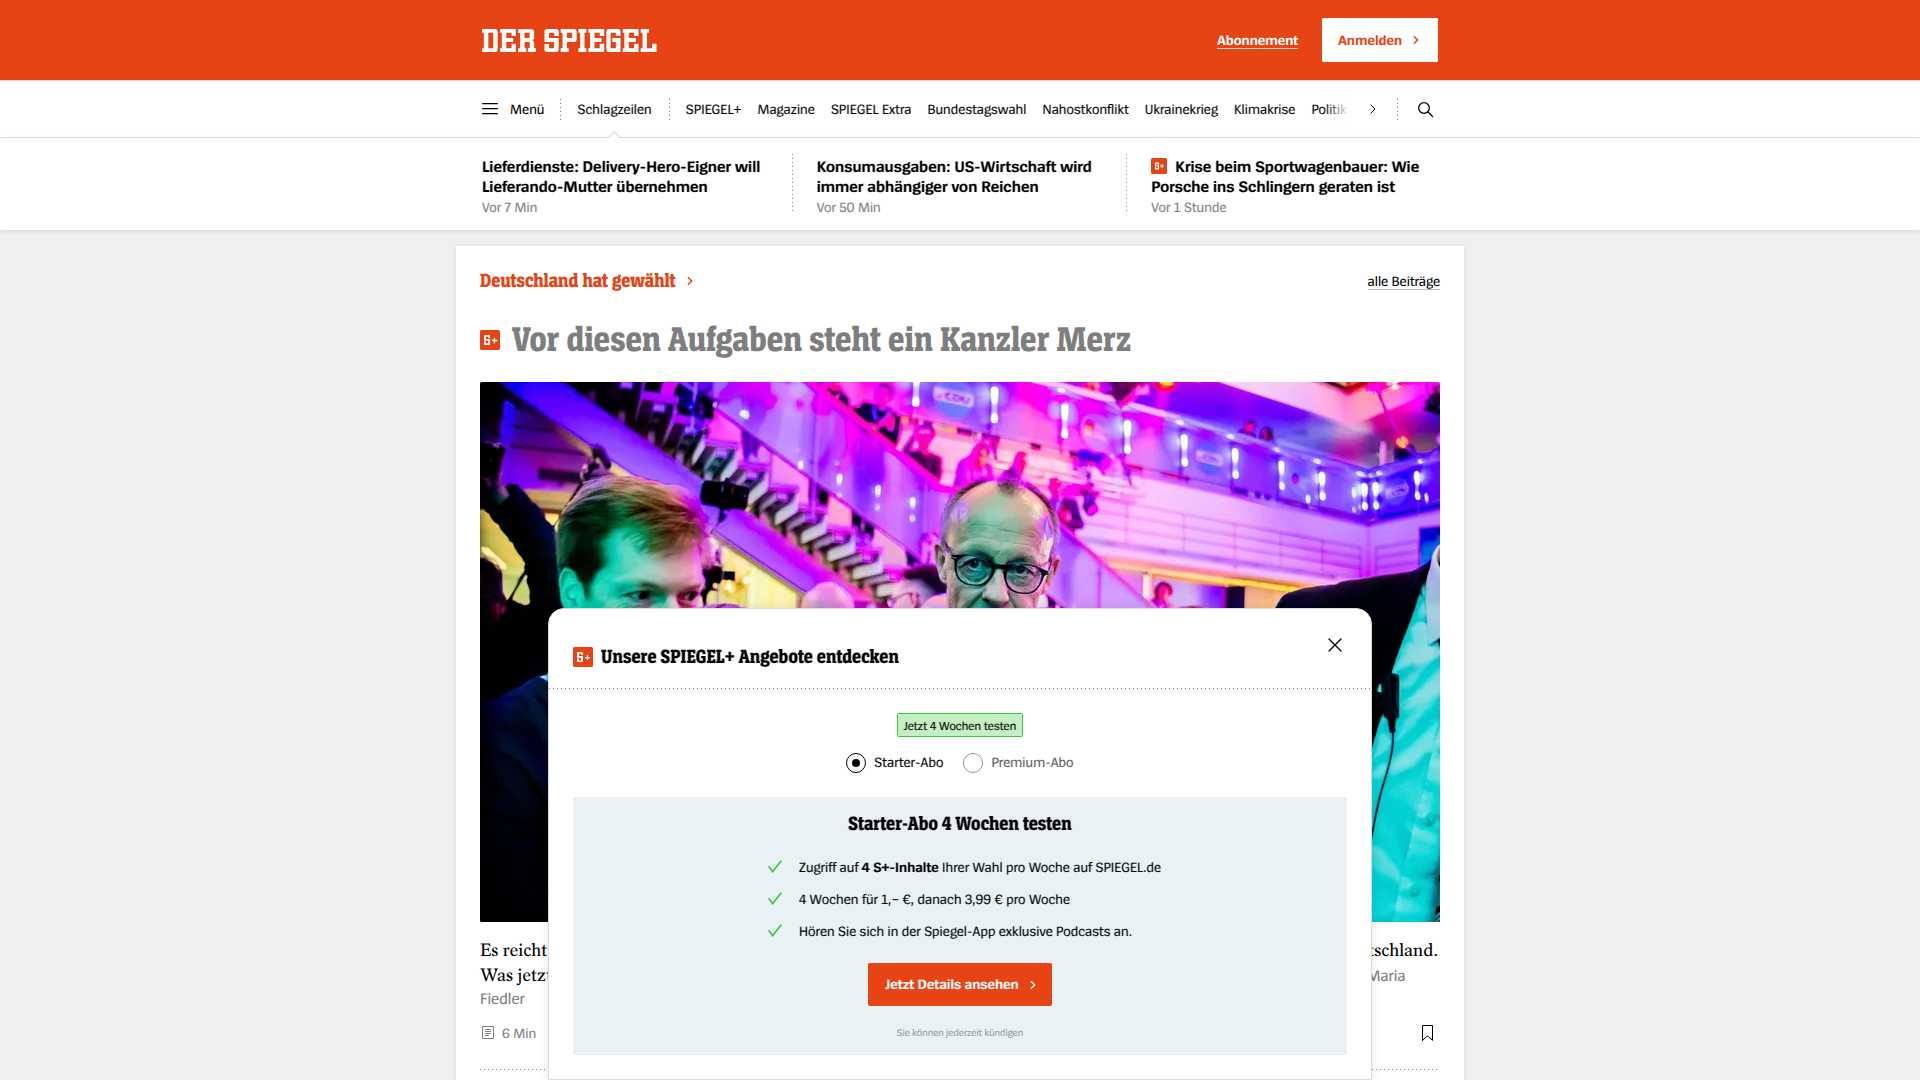 DER SPIEGEL
Abonnement
Anmelden
Menü
Schlagzeilen
SPIEGEL+
Magazine
SPIEGEL Extra
Bundestagswahl
Nahostkonflikt
Ukrainekrieg
Klimakrise
Politik
Lieferdienste: Delivery-Hero-Eigner will
Lieferando-Mutter übernehmen
Vor 7 Min
Konsumausgaben: US-Wirtschaft wird
immer abhängiger von Reichen
Vor 50 Min
S+ Krise beim Sportwagenbauer: Wie
Porsche ins Schlingern geraten ist
Vor 1 Stunde
Deutschland hat gewählt
alle Beiträge
S+ Vor diesen Aufgaben steht ein Kanzler Merz
S+ Unsere SPIEGEL+ Angebote entdecken
Jetzt 4 Wochen testen
Starter-Abo
Premium-Abo
Starter-Abo 4 Wochen testen
Zugriff auf 4 S+-Inhalte Ihrer Wahl pro Woche auf SPIEGEL.de
4 Wochen für 1,– €, danach 3,99 € pro Woche
Hören Sie sich in der Spiegel-App exklusive Podcasts an.
Jetzt Details ansehen
Sie können jederzeit kündigen
Es reicht
tschland.
Was jetzt
Maria
Fiedler
6 Min